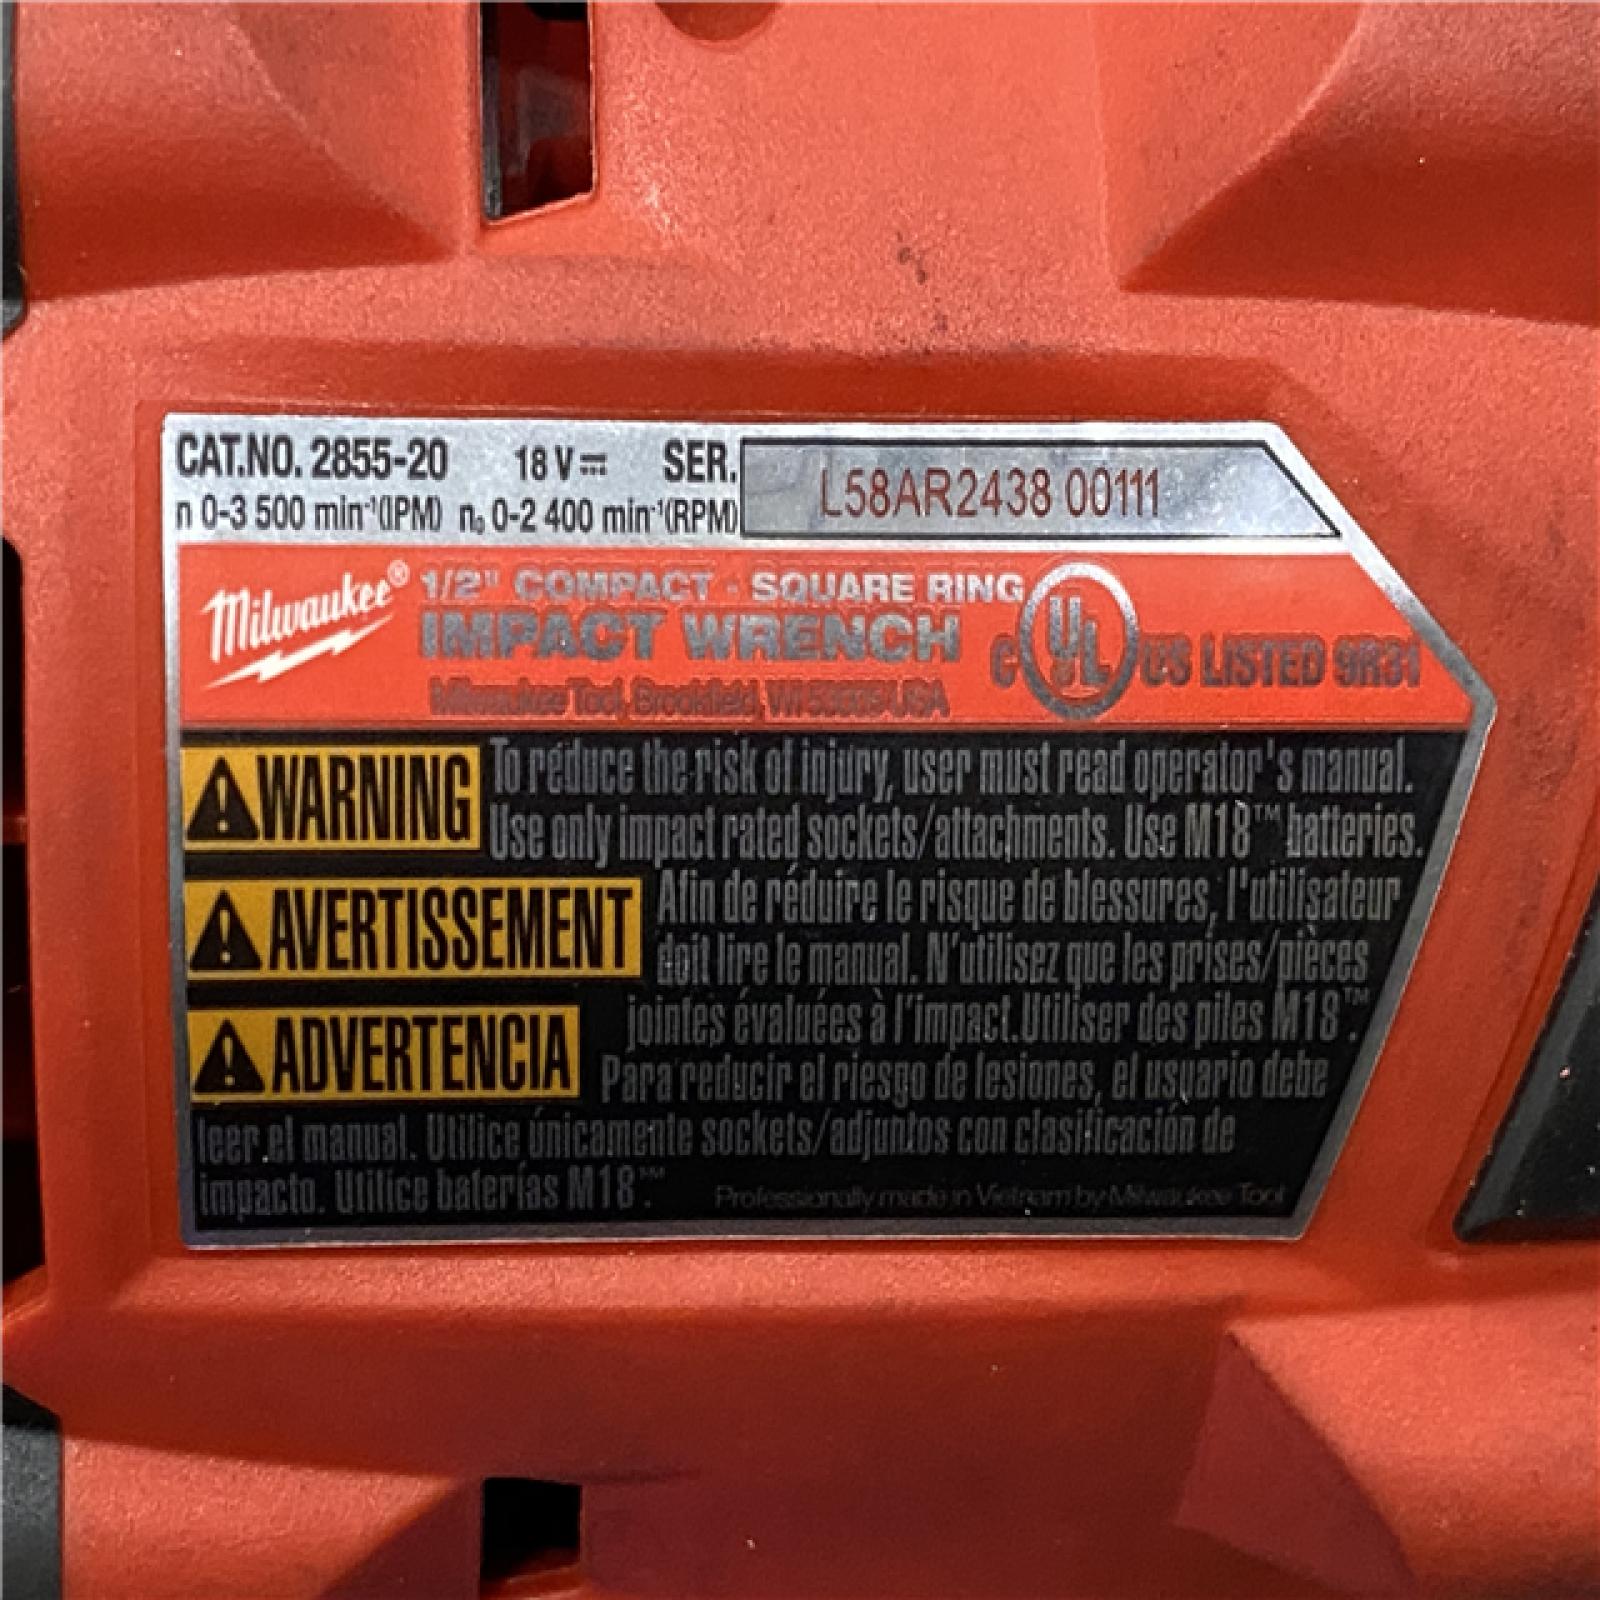 CAT.NO. 2855-20 18 V⎓ SER. L58AR2438 00111
n 0-3 500 min⁻¹(IPM) n₀ 0-2 400 min⁻¹(RPM)
Milwaukee® 1/2" COMPACT - SQUARE RING
IMPACT WRENCH C UL US LISTED 9R31
Milwaukee Tool, Brookfield, WI 53005 USA
WARNING To reduce the risk of injury, user must read operator's manual.
Use only impact rated sockets/attachments. Use M18™ batteries.
AVERTISSEMENT Afin de réduire le risque de blessures, l'utilisateur
doit lire le manual. N'utilisez que les prises/pièces
jointes évaluées à l'impact.Utiliser des piles M18™.
ADVERTENCIA Para reducir el riesgo de lesiones, el usuario debe
leer el manual. Utilice únicamente sockets/adjuntos con clasificación de
impacto. Utilice baterías M18™. Professionally made in Vietnam by Milwaukee Tool